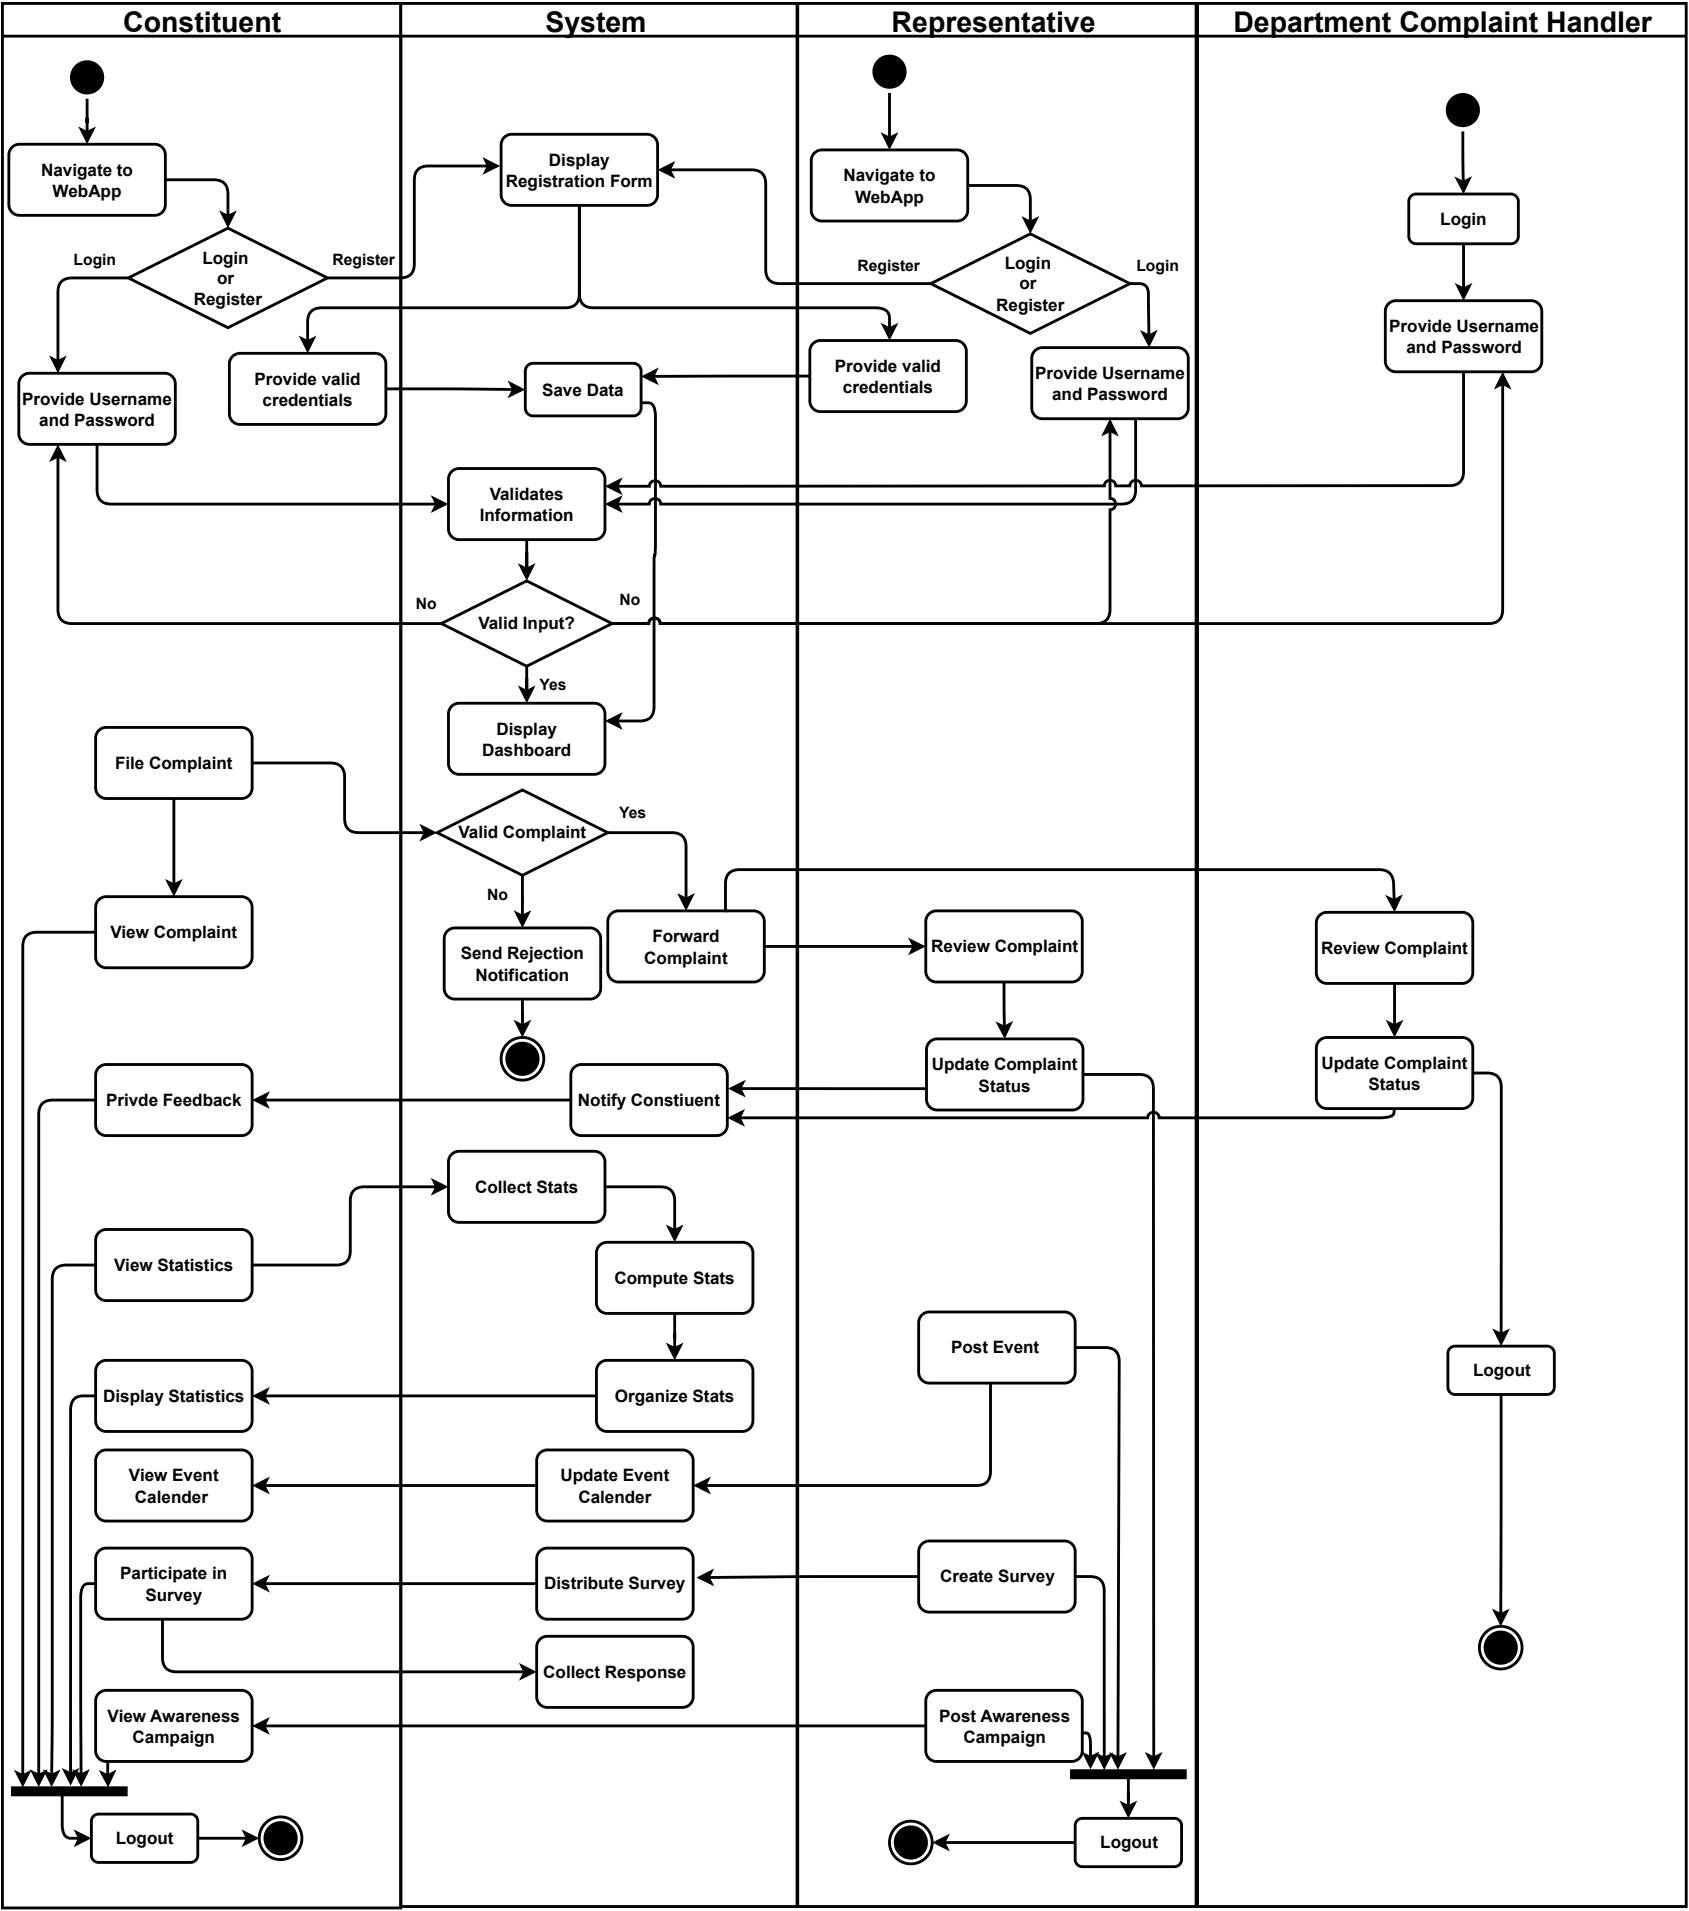 Constituent
System
Representative
Department Complaint Handler
Navigate to
WebApp
Display
Registration Form
Navigate to
WebApp
Login
Login
Login
or
Register
Register
Register
Login
or
Register
Login
Provide Username
and Password
Provide Username
and Password
Provide valid
credentials
Save Data
Provide valid
credentials
Provide Username
and Password
Validates
Information
No
Valid Input?
No
Yes
Display
Dashboard
File Complaint
Valid Complaint
Yes
No
View Complaint
Send Rejection
Notification
Forward
Complaint
Review Complaint
Review Complaint
Update Complaint
Status
Update Complaint
Status
Privde Feedback
Notify Constiuent
Collect Stats
View Statistics
Compute Stats
Post Event
Logout
Display Statistics
Organize Stats
View Event
Calender
Update Event
Calender
Participate in
Survey
Distribute Survey
Create Survey
Collect Response
View Awareness
Campaign
Post Awareness
Campaign
Logout
Logout